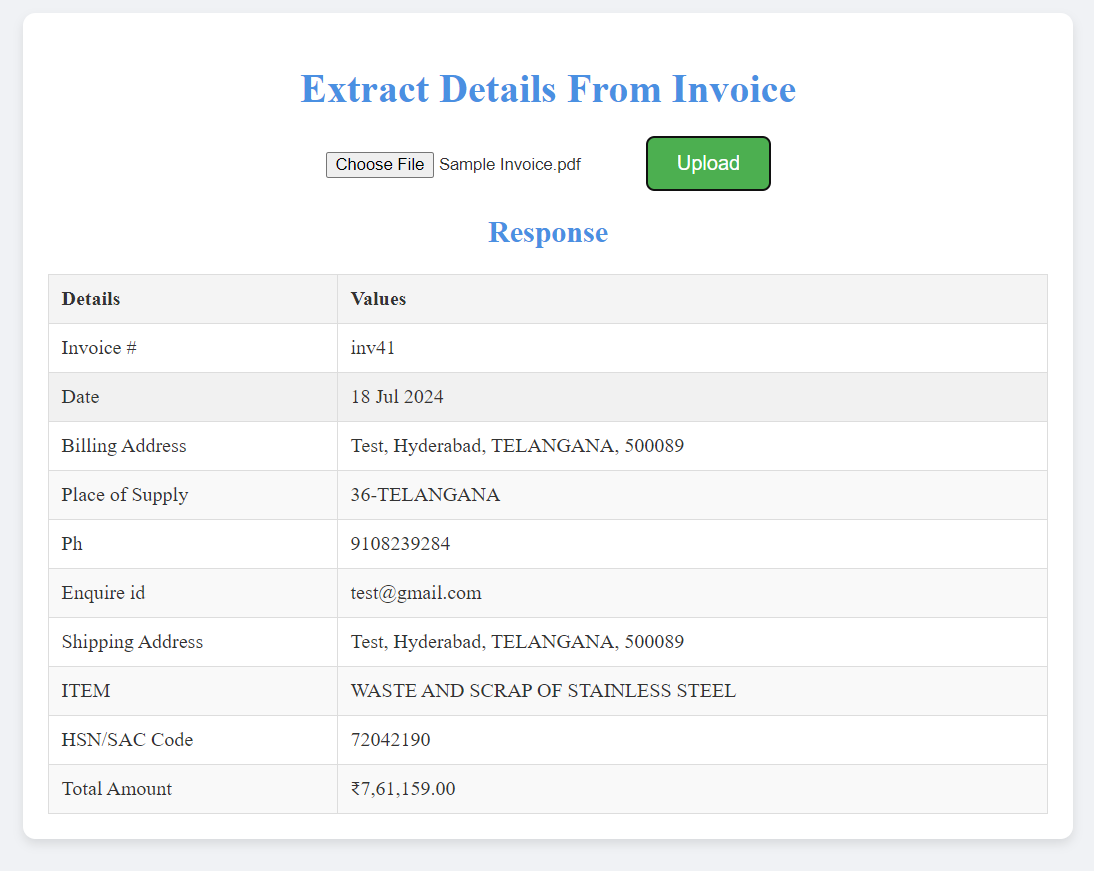 Extract Details From Invoice
Choose File Sample Invoice.pdf Upload
Response
Details Values
Invoice # inv41
Date 18 Jul 2024
Billing Address Test, Hyderabad, TELANGANA, 500089
Place of Supply 36-TELANGANA
Ph 9108239284
Enquire id test@gmail.com
Shipping Address Test, Hyderabad, TELANGANA, 500089
ITEM WASTE AND SCRAP OF STAINLESS STEEL
HSN/SAC Code 72042190
Total Amount ₹7,61,159.00